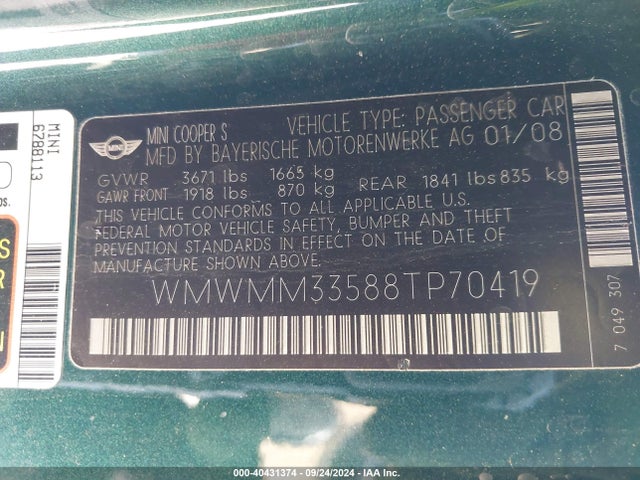 MINI
MINI COOPER S VEHICLE TYPE: PASSENGER CAR
MFD BY BAYERISCHE MOTORENWERKE AG 01/08
GVWR 3671 lbs 1665 kg
GAWR FRONT 1918 lbs 870 kg REAR 1841 lbs 835 kg
THIS VEHICLE CONFORMS TO ALL APPLICABLE U.S.
FEDERAL MOTOR VEHICLE SAFETY, BUMPER AND THEFT
PREVENTION STANDARDS IN EFFECT ON THE DATE OF
MANUFACTURE SHOWN ABOVE.
WMWMM33588TP70419
7 049 307
MINI
6788113
bs.
000-40431374 - 09/24/2024 - IAA Inc.